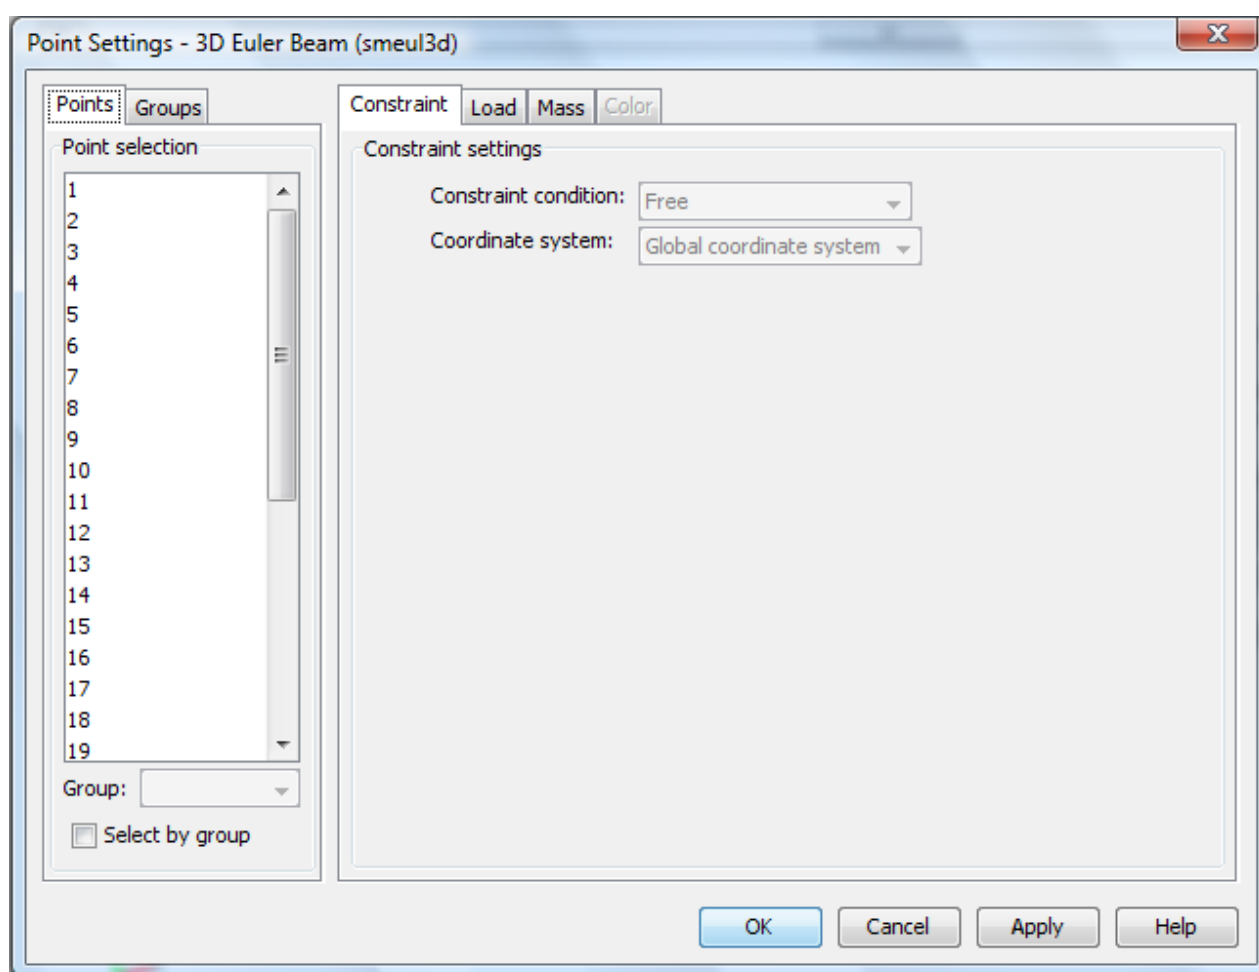 Point Settings - 3D Euler Beam (smeul3d)
Points Groups
Constraint Load Mass Color
Point selection
1
2
3
4
5
6
7
8
9
10
11
12
13
14
15
16
17
18
19
Group:
Select by group
Constraint settings
Constraint condition: Free
Coordinate system: Global coordinate system
OK Cancel Apply Help